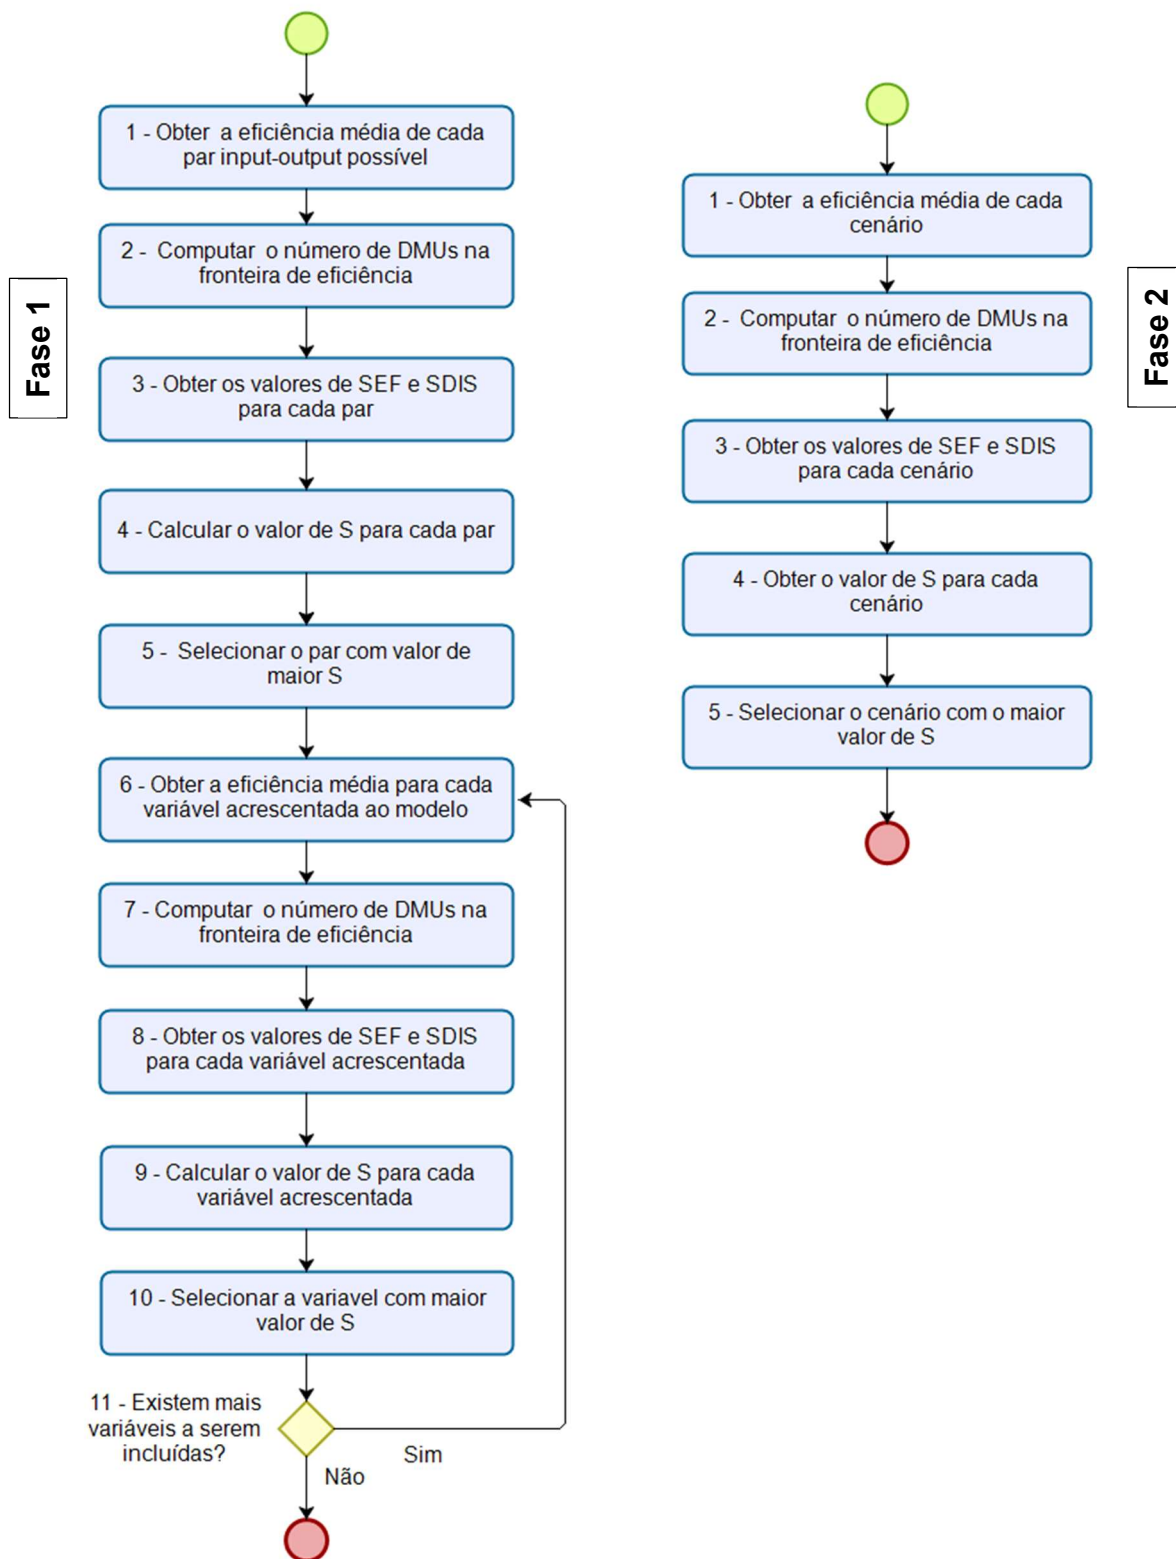 Fase 1
1 - Obter a eficiência média de cada
par input-output possível
2 - Computar o número de DMUs na
fronteira de eficiência
3 - Obter os valores de SEF e SDIS
para cada par
4 - Calcular o valor de S para cada par
5 - Selecionar o par com valor de
maior S
6 - Obter a eficiência média para cada
variável acrescentada ao modelo
7 - Computar o número de DMUs na
fronteira de eficiência
8 - Obter os valores de SEF e SDIS
para cada variável acrescentada
9 - Calcular o valor de S para cada
variável acrescentada
10 - Selecionar a variavel com maior
valor de S
11 - Existem mais
variáveis a serem
incluídas?
Sim
Não
Fase 2
1 - Obter a eficiência média de cada
cenário
2 - Computar o número de DMUs na
fronteira de eficiência
3 - Obter os valores de SEF e SDIS
para cada cenário
4 - Obter o valor de S para cada
cenário
5 - Selecionar o cenário com o maior
valor de S